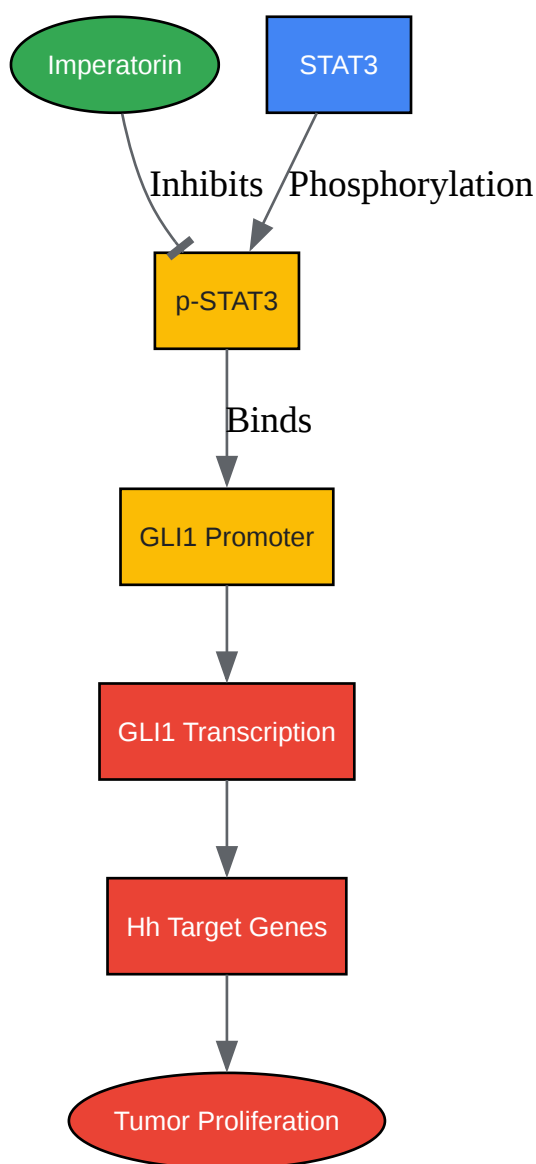 Imperatorin
STAT3
Inhibits
Phosphorylation
p-STAT3
Binds
GLI1 Promoter
GLI1 Transcription
Hh Target Genes
Tumor Proliferation